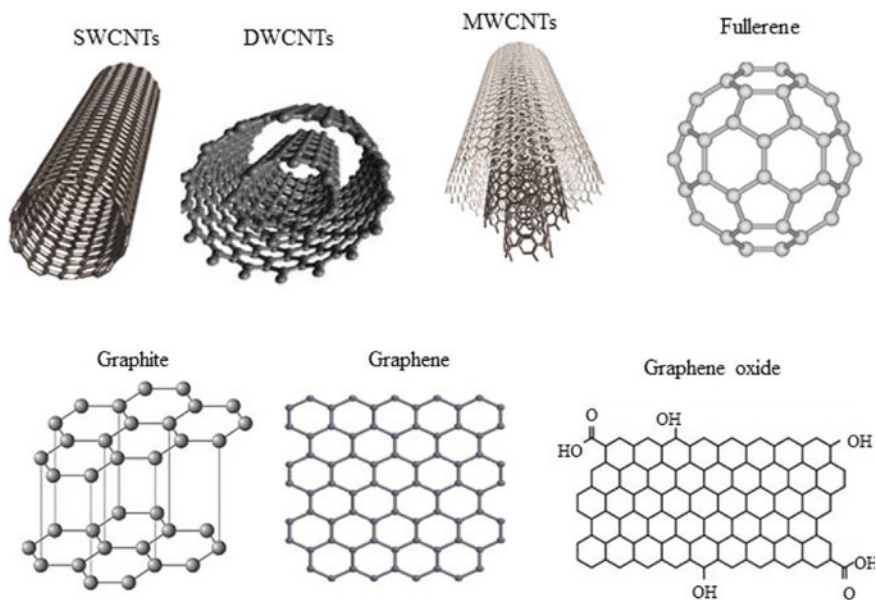 SWCNTs
DWCNTs
MWCNTs
Fullerene
Graphite
Graphene
Graphene oxide
O
HO
OH
OH
OH
O
OH